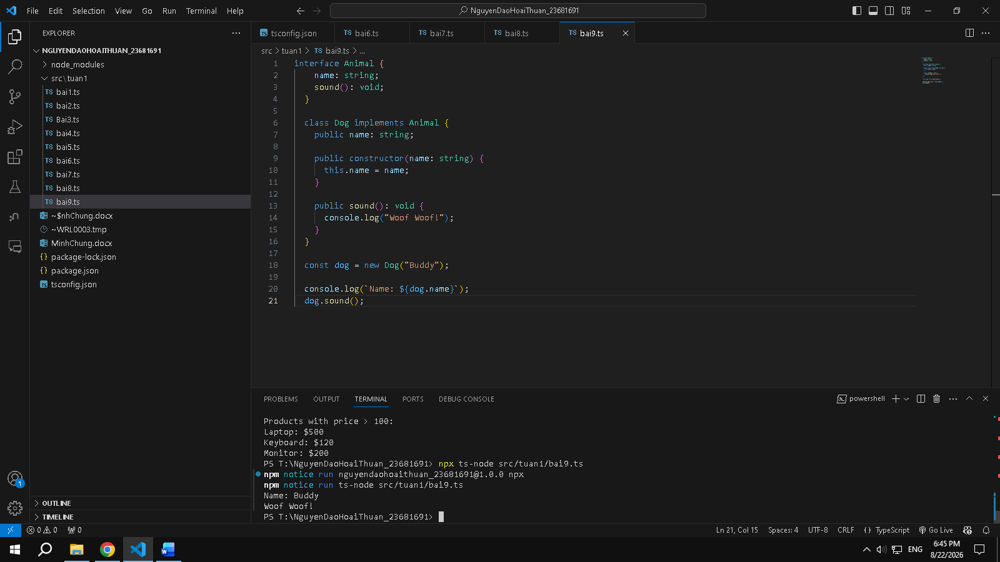 File Edit Selection View Go Run Terminal Help
NguyenDaoHoaiThuan_23681691
EXPLORER
NGUYENDAOHOAITHUAN_23681691
node_modules
src\tuan1
TS bai1.ts
TS bai2.ts
TS Bai3.ts
TS bai4.ts
TS bai5.ts
TS bai6.ts
TS bai7.ts
TS bai8.ts
TS bai9.ts
~$nhChung.docx
~WRL0003.tmp
MinhChung.docx
{} package-lock.json
{} package.json
TS tsconfig.json
OUTLINE
TIMELINE
TS tsconfig.json
TS bai6.ts
TS bai7.ts
TS bai8.ts
TS bai9.ts
src > tuan1 > TS bai9.ts > ...
1 interface Animal {
2 name: string;
3 sound(): void;
4 }
5
6 class Dog implements Animal {
7 public name: string;
8
9 public constructor(name: string) {
10 this.name = name;
11 }
12
13 public sound(): void {
14 console.log("Woof Woof!");
15 }
16 }
17
18 const dog = new Dog("Buddy");
19
20 console.log(`Name: ${dog.name}`);
21 dog.sound();
PROBLEMS OUTPUT TERMINAL PORTS DEBUG CONSOLE
powershell
Products with price > 100:
Laptop: $500
Keyboard: $120
Monitor: $200
PS T:\NguyenDaoHoaiThuan_23681691> npx ts-node src/tuan1/bai9.ts
npm notice run nguyendaohoaithuan_23681691@1.0.0 npx
npm notice run ts-node src/tuan1/bai9.ts
Name: Buddy
Woof Woof!
PS T:\NguyenDaoHoaiThuan_23681691>
1
0 0 0
Ln 21, Col 15 Spaces: 4 UTF-8 CRLF {} TypeScript Go Live
ENG
6:45 PM
8/22/2026